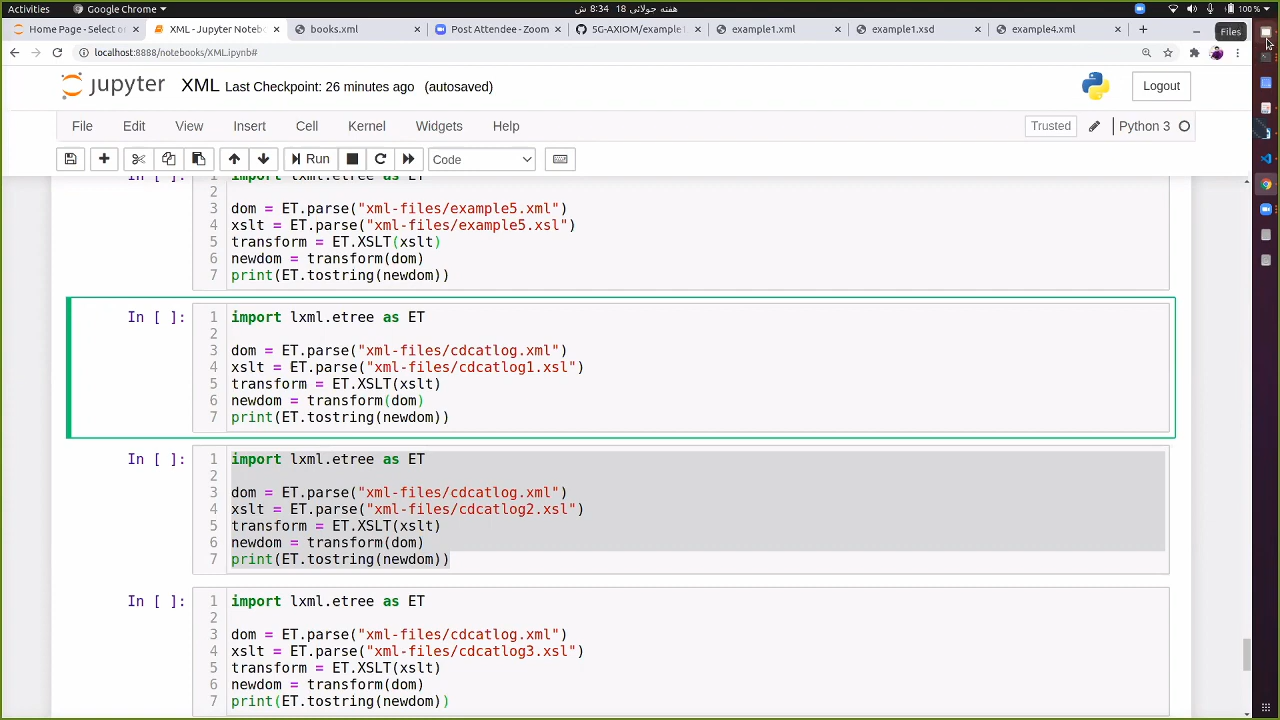 Activities
Google Chrome
هفته جولائی 18  8:34 ش
100 %
Home Page - Select o
XML - Jupyter Notebo
books.xml
Post Attendee - Zoom
5G-AXIOM/example1
example1.xml
example1.xsd
example4.xml
Files
localhost:8888/notebooks/XML.ipynb#
jupyter XML Last Checkpoint: 26 minutes ago (autosaved)
Logout
File Edit View Insert Cell Kernel Widgets Help
Trusted
Python 3
Run
Code
In [ ]:
1 import lxml.etree as ET
2
3 dom = ET.parse("xml-files/example5.xml")
4 xslt = ET.parse("xml-files/example5.xsl")
5 transform = ET.XSLT(xslt)
6 newdom = transform(dom)
7 print(ET.tostring(newdom))
In [ ]:
1 import lxml.etree as ET
2
3 dom = ET.parse("xml-files/cdcatlog.xml")
4 xslt = ET.parse("xml-files/cdcatlog1.xsl")
5 transform = ET.XSLT(xslt)
6 newdom = transform(dom)
7 print(ET.tostring(newdom))
In [ ]:
1 import lxml.etree as ET
2
3 dom = ET.parse("xml-files/cdcatlog.xml")
4 xslt = ET.parse("xml-files/cdcatlog2.xsl")
5 transform = ET.XSLT(xslt)
6 newdom = transform(dom)
7 print(ET.tostring(newdom))
In [ ]:
1 import lxml.etree as ET
2
3 dom = ET.parse("xml-files/cdcatlog.xml")
4 xslt = ET.parse("xml-files/cdcatlog3.xsl")
5 transform = ET.XSLT(xslt)
6 newdom = transform(dom)
7 print(ET.tostring(newdom))